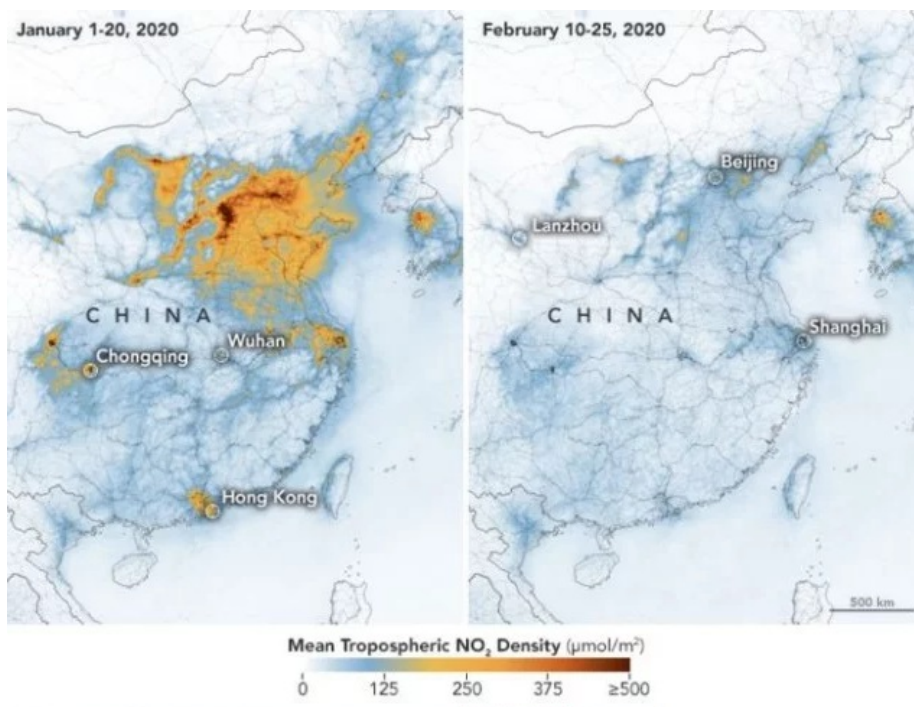 January 1-20, 2020
CHINA
Wuhan
Chongqing
Hong Kong
February 10-25, 2020
Beijing
Lanzhou
CHINA
Shanghai
500 km
Mean Tropospheric NO₂ Density (µmol/m²)
0 125 250 375 ≥500